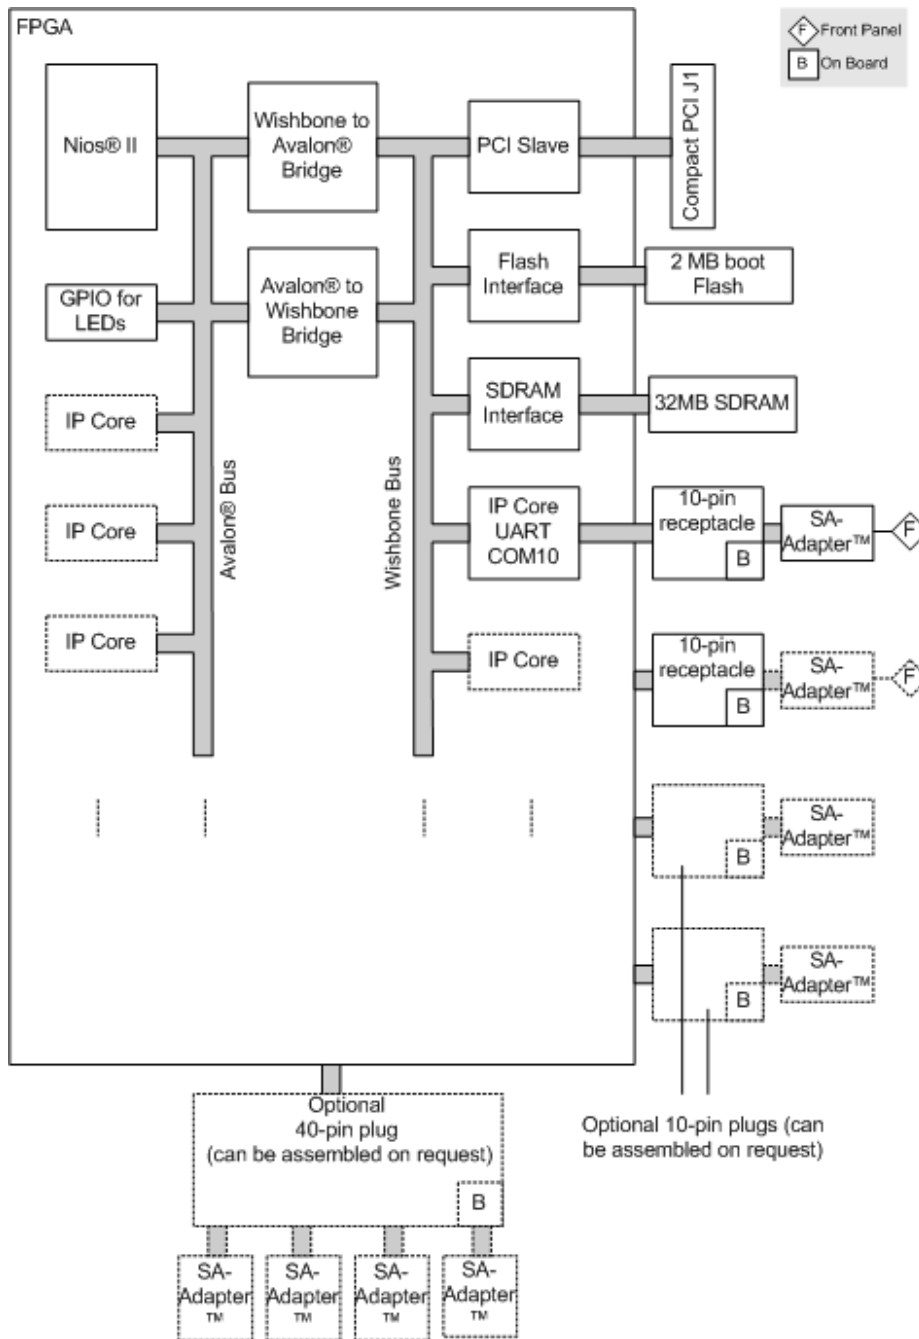 FPGA
F Front Panel
B On Board
Nios® II
Wishbone to
Avalon®
Bridge
PCI Slave
Compact PCI J1
GPIO for
LEDs
Avalon® to
Wishbone
Bridge
Flash
Interface
2 MB boot
Flash
IP Core
SDRAM
Interface
32MB SDRAM
Avalon® Bus
Wishbone Bus
IP Core
IP Core
UART
COM10
10-pin
receptacle
B
SA-
Adapter™
F
IP Core
IP Core
10-pin
receptacle
B
SA-
Adapter™
F
B
SA-
Adapter™
B
SA-
Adapter™
Optional
40-pin plug
(can be assembled on request)
B
Optional 10-pin plugs (can
be assembled on request)
SA-
Adapter
™
SA-
Adapter
™
SA-
Adapter
™
SA-
Adapter
™